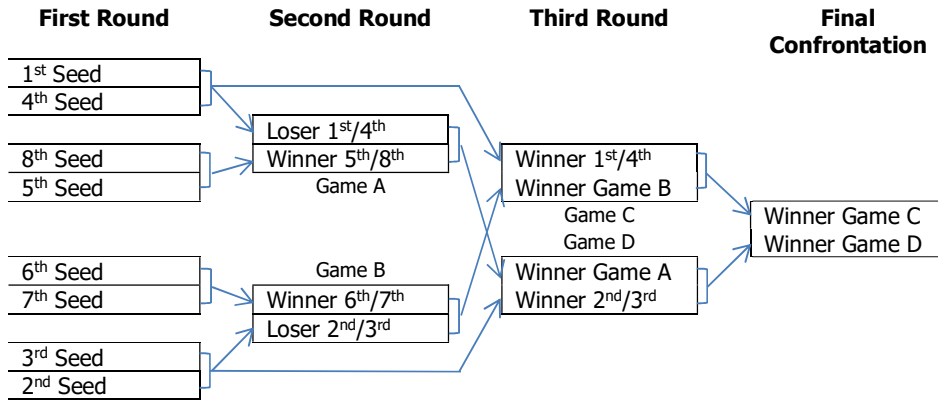 First Round
Second Round
Third Round
Final
Confrontation
1st Seed
4th Seed
8th Seed
5th Seed
6th Seed
7th Seed
3rd Seed
2nd Seed
Loser 1st/4th
Winner 5th/8th
Game A
Game B
Winner 6th/7th
Loser 2nd/3rd
Winner 1st/4th
Winner Game B
Game C
Game D
Winner Game A
Winner 2nd/3rd
Winner Game C
Winner Game D